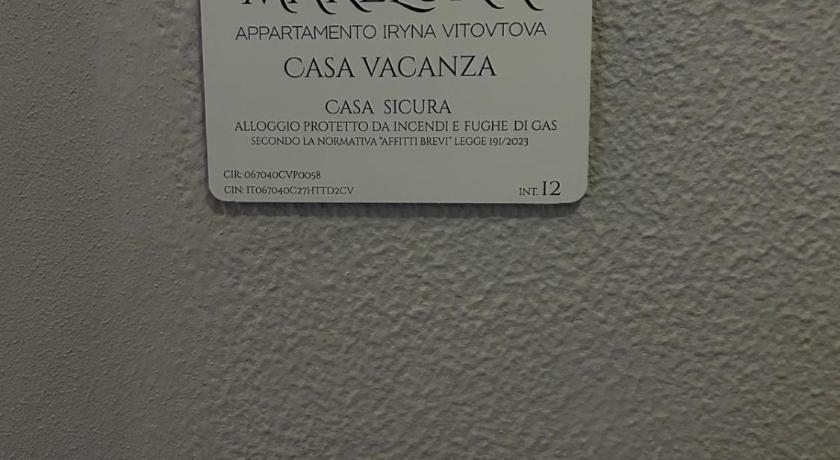 APPARTAMENTO IRYNA VITOVTOVA
CASA VACANZA
CASA SICURA
ALLOGGIO PROTETTO DA INCENDI E FUGHE DI GAS
SECONDO LA NORMATIVA "AFFITTI BREVI" LEGGE 191/2023
CIR: 067040CVP0058
CIN: IT067040C27HTTD2CV
INT. 12